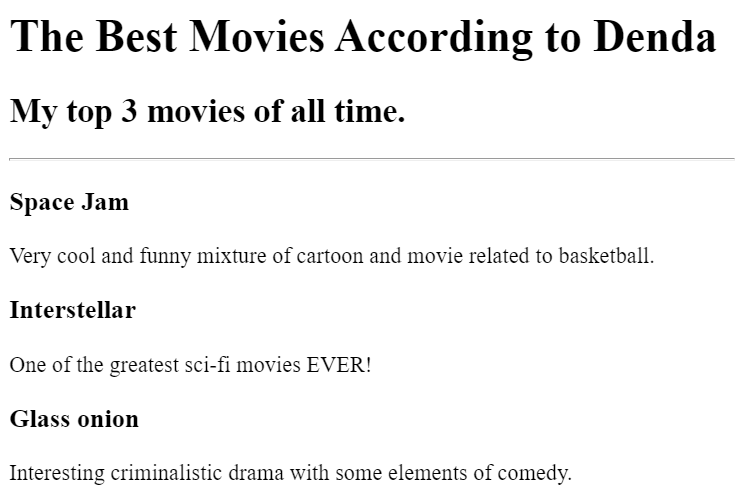 The Best Movies According to Denda
My top 3 movies of all time.
Space Jam
Very cool and funny mixture of cartoon and movie related to basketball.
Interstellar
One of the greatest sci-fi movies EVER!
Glass onion
Interesting criminalistic drama with some elements of comedy.